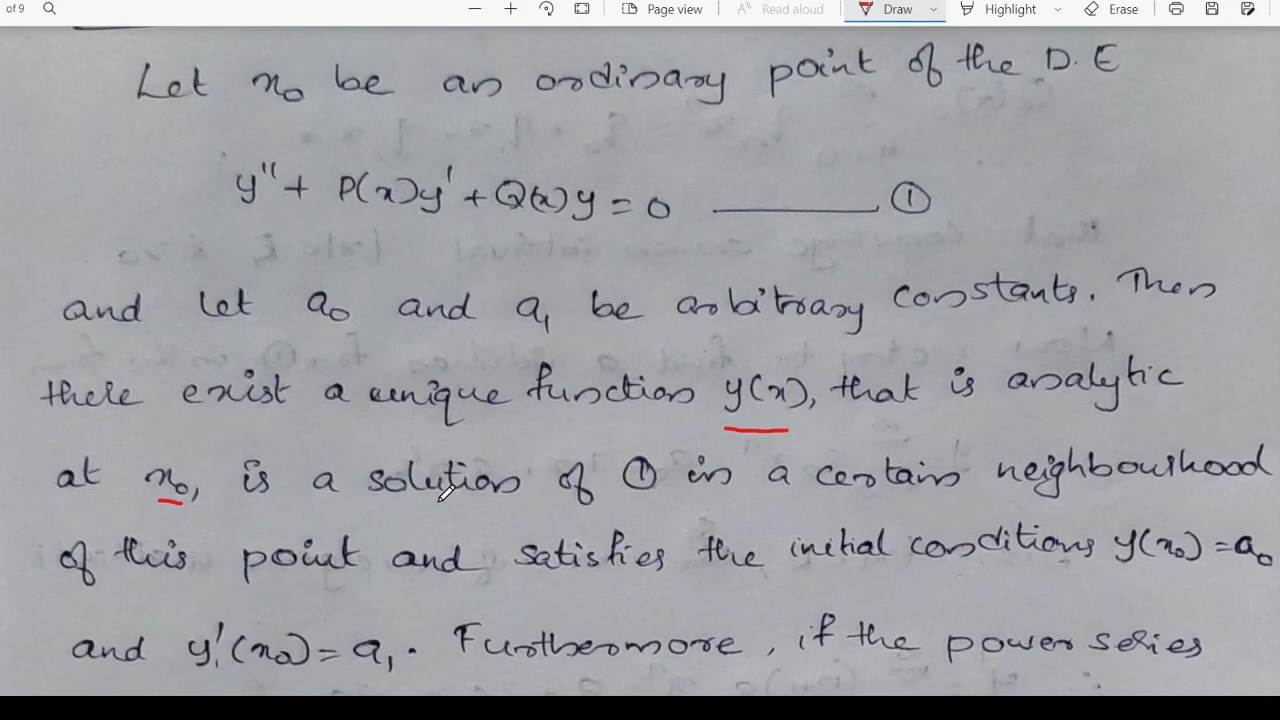 of 9
Page view
Read aloud
Draw
Highlight
Erase
Let x₀ be an ordinary point of the D.E
y'' + P(x)y' + Q(x)y = 0 ——— ①
and let a₀ and a₁ be arbitrary constants. Then
there exist a unique function y(x), that is analytic
at x₀, is a solution of ① in a certain neighbourhood
of this point and satisfies the initial conditions y(x₀) = a₀
and y'(x₀) = a₁. Furthermore, if the power series